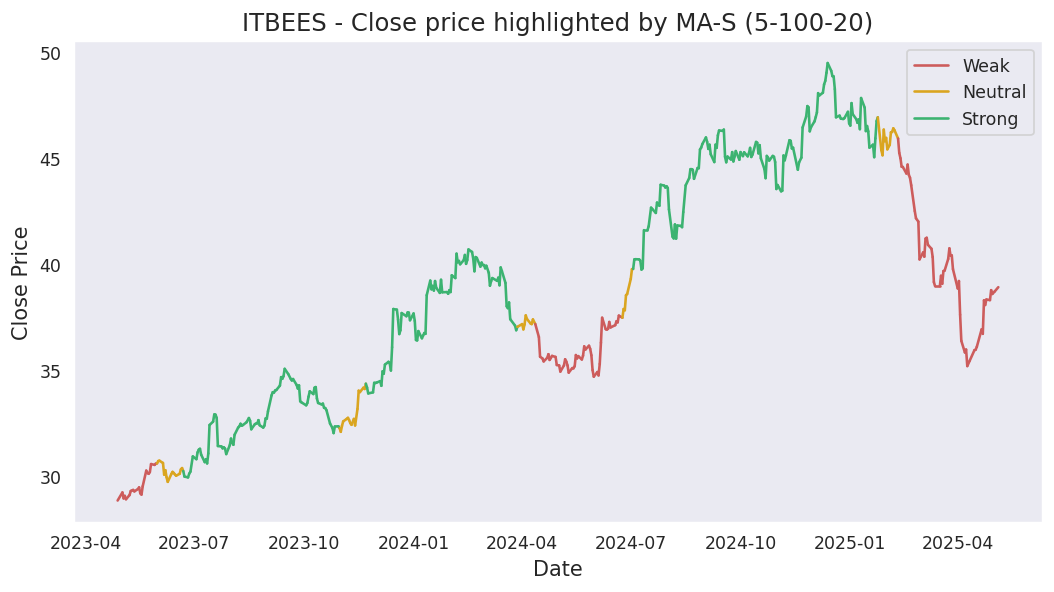 ITBEES - Close price highlighted by MA-S (5-100-20)
Weak
Neutral
Strong
Close Price
50
45
40
35
30
2023-04 2023-07 2023-10 2024-01 2024-04 2024-07 2024-10 2025-01 2025-04
Date